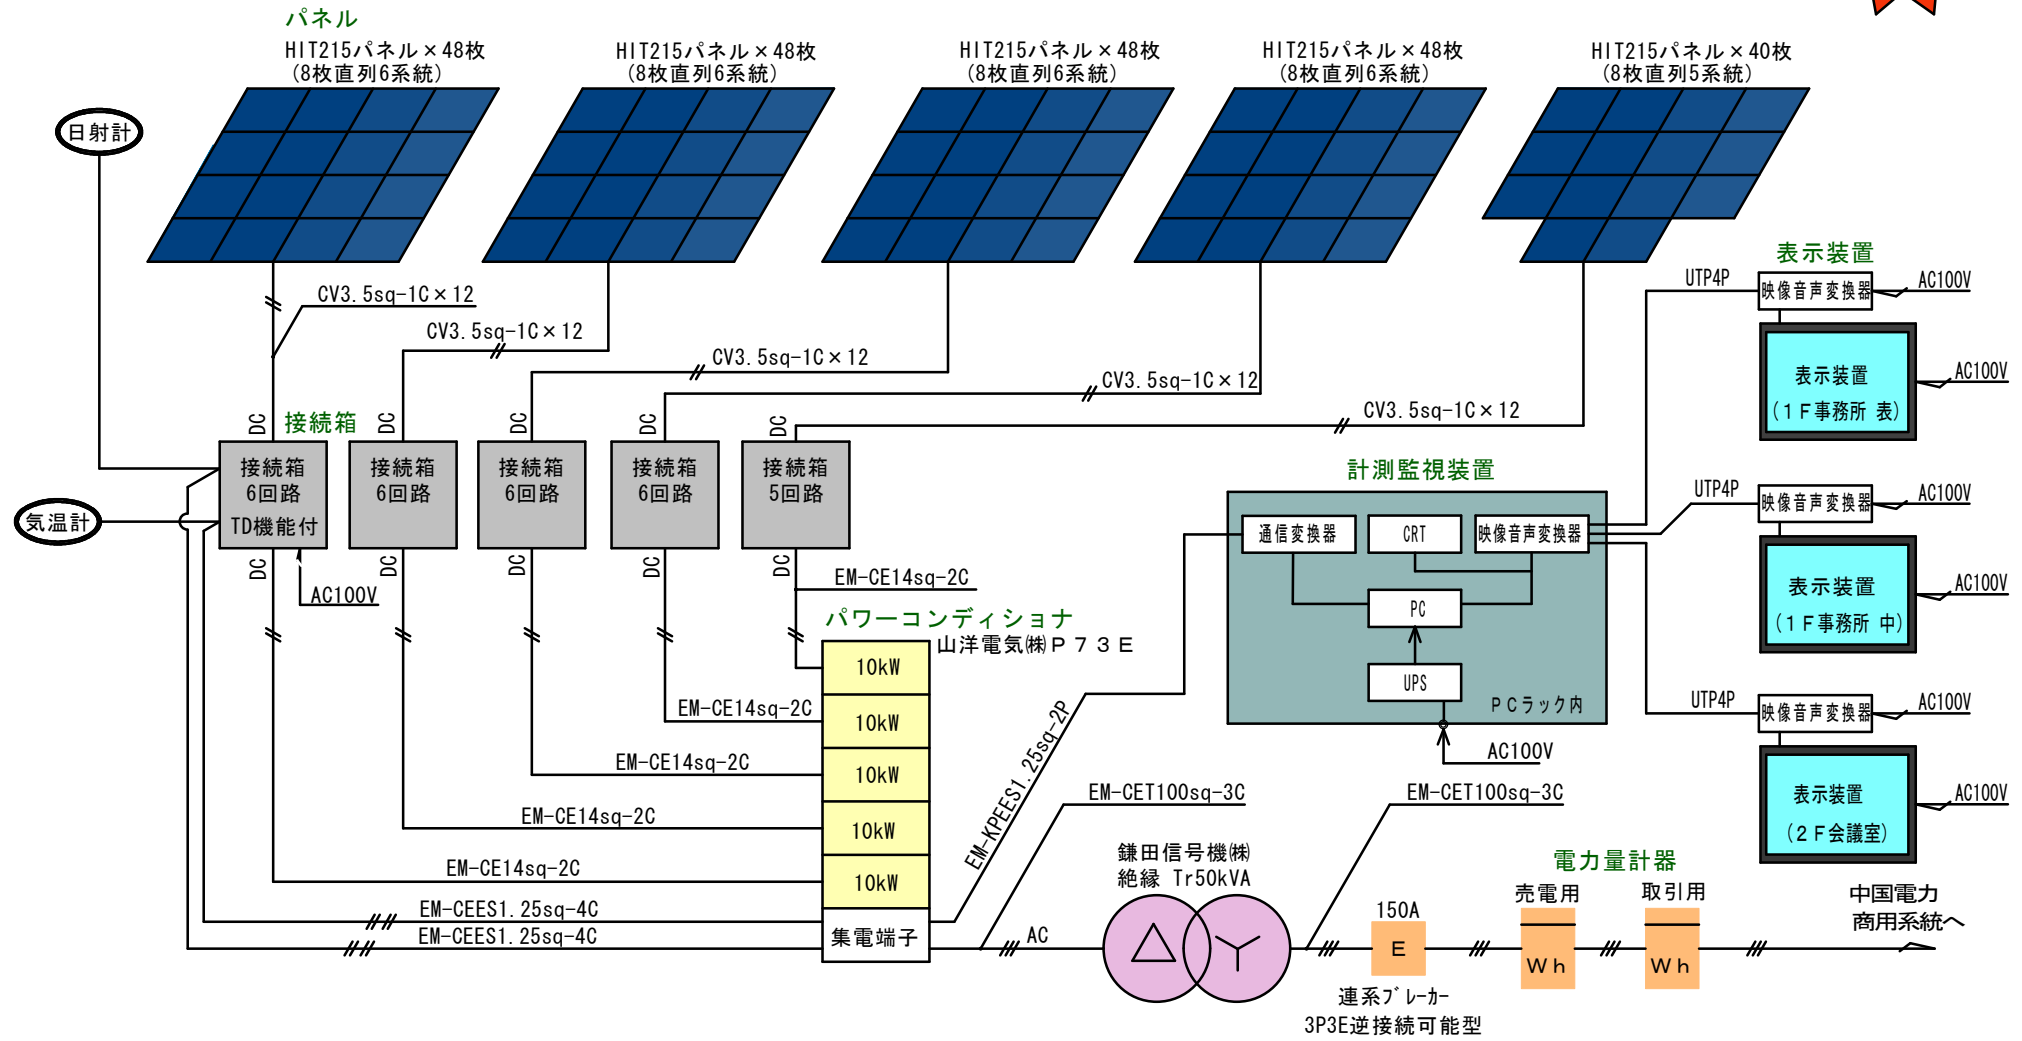 パネル
HIT215パネル×48枚
(8枚直列6系統)
HIT215パネル×48枚
(8枚直列6系統)
HIT215パネル×48枚
(8枚直列6系統)
HIT215パネル×48枚
(8枚直列6系統)
HIT215パネル×40枚
(8枚直列5系統)
日射計
気温計
CV3.5sq-1C×12
CV3.5sq-1C×12
CV3.5sq-1C×12
CV3.5sq-1C×12
CV3.5sq-1C×12
DC
DC
DC
DC
DC
接続箱
接続箱
6回路
TD機能付
接続箱
6回路
接続箱
6回路
接続箱
6回路
接続箱
5回路
DC
DC
DC
DC
DC
AC100V
EM-CE14sq-2C
パワーコンディショナ
山洋電気㈱P73E
10kW
10kW
10kW
10kW
10kW
集電端子
EM-CE14sq-2C
EM-CE14sq-2C
EM-CE14sq-2C
EM-CE14sq-2C
EM-CEES1.25sq-4C
EM-CEES1.25sq-4C
EM-KPEES1.25sq-2P
計測監視装置
通信変換器
CRT
映像音声変換器
PC
UPS
PCラック内
AC100V
表示装置
UTP4P
映像音声変換器
AC100V
表示装置
(1F事務所 表)
AC100V
UTP4P
映像音声変換器
AC100V
表示装置
(1F事務所 中)
AC100V
UTP4P
映像音声変換器
AC100V
表示装置
(2F会議室)
AC100V
EM-CET100sq-3C
EM-CET100sq-3C
AC
鎌田信号機㈱
絶縁 Tr50kVA
150A
E
連系ブレーカー
3P3E逆接続可能型
電力量計器
売電用
Wh
取引用
Wh
中国電力
商用系統へ